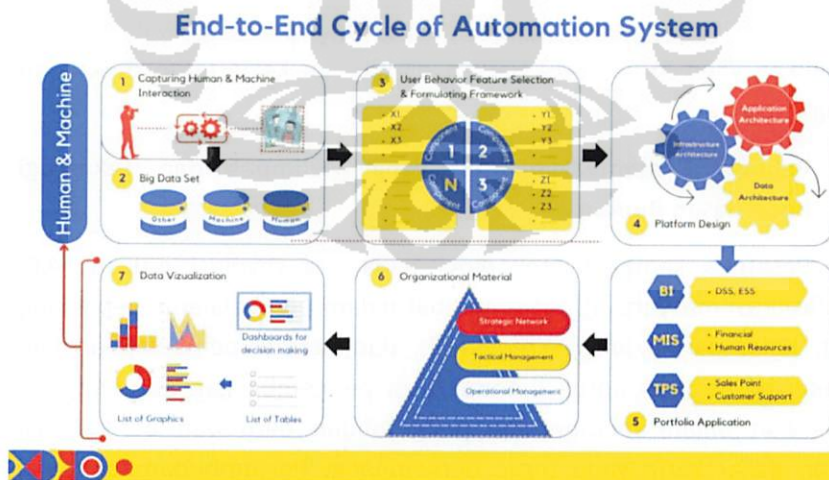 End-to-End Cycle of Automation System
Human & Machine
1 Capturing Human & Machine
Interaction
2 Big Data Set
Other
Machine
Human
3 User Behavior Feature Selection
& Formulating Framework
X1
X2
X3
Y1
Y2
Y3
Z1
Z2
Z3
Component 1
Component 2
Component 3
Component N
Infrastructure
Architecture
Application
Architecture
Data
Architecture
4 Platform Design
BI
DSS, ESS
MIS
Financial
Human Resources
TPS
Sales Point
Customer Support
5 Portfolio Application
6 Organizational Material
Strategic Network
Tactical Management
Operational Management
7 Data Vizualization
Dashboards for
decision making
List of Graphics
List of Tables